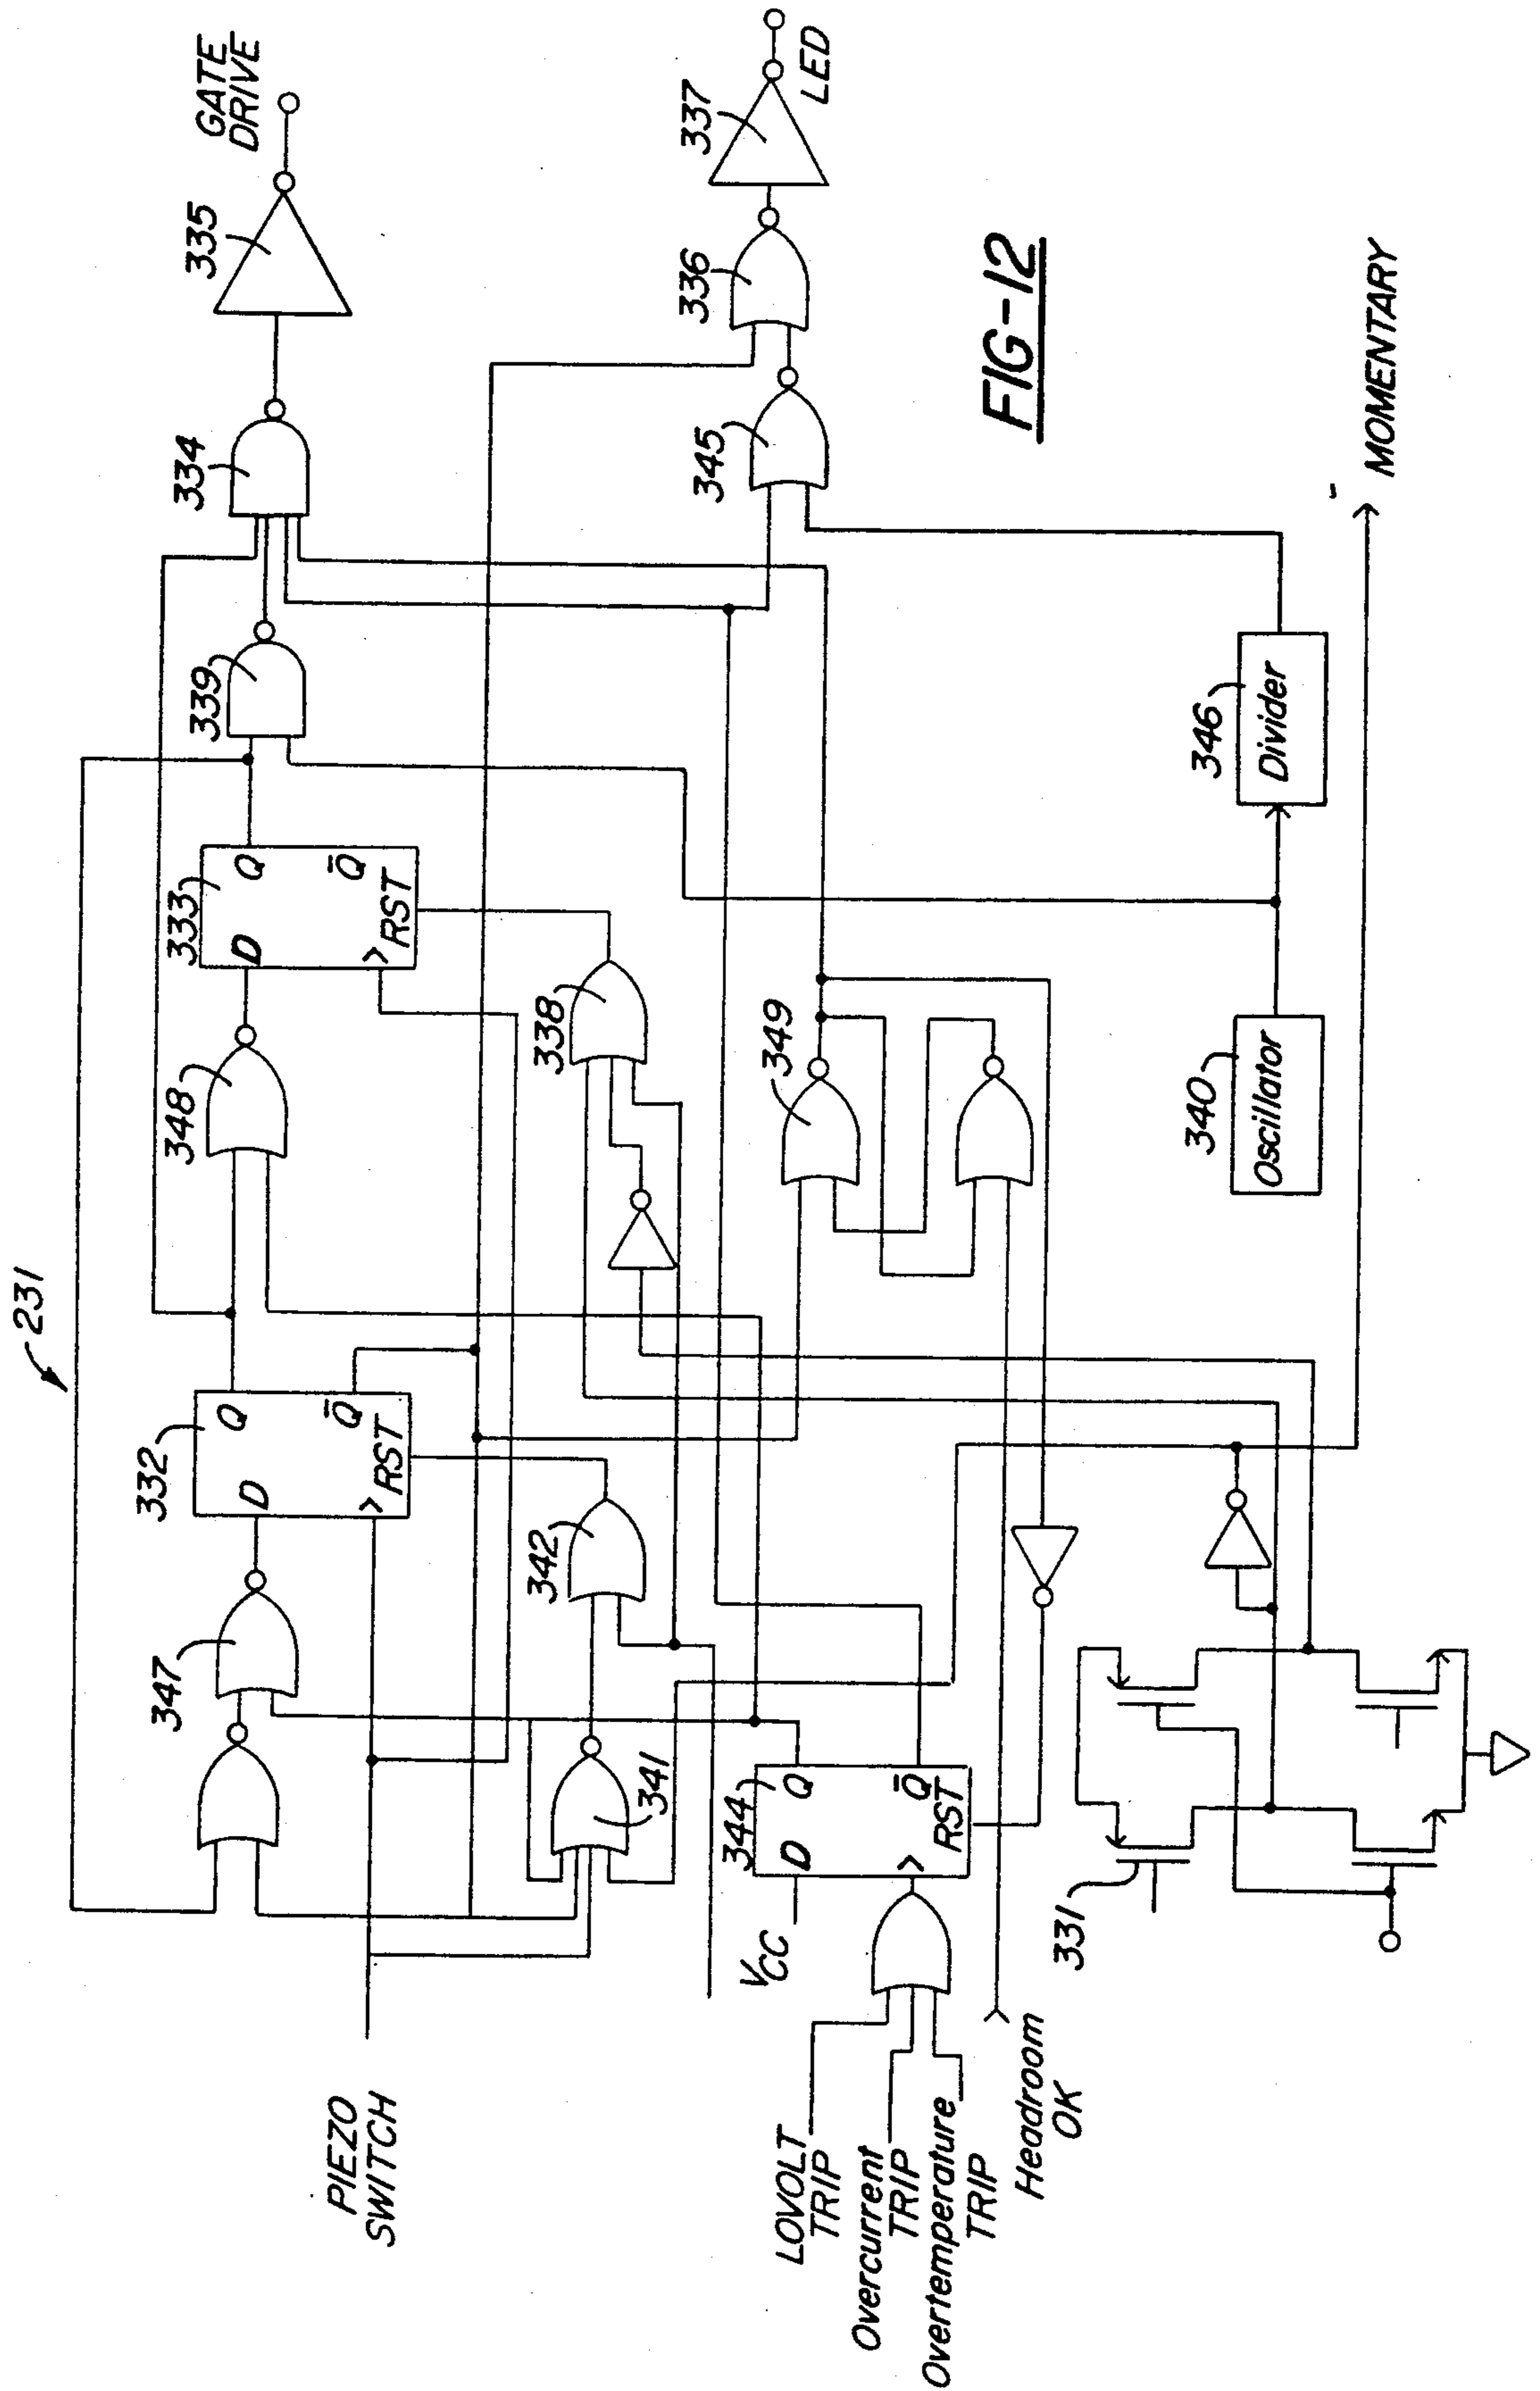 231
GATE
DRIVE
335
334
339
333
D
Q
Q̅
RST
348
332
D
Q
Q̅
RST
347
PIEZO
SWITCH
338
342
341
337
LED
336
345
349
344
D
Q
Q̅
RST
VCC
LOVOLT
TRIP
Overcurrent
TRIP
Overtemperature
TRIP
Headroom
OK
331
340
Oscillator
346
Divider
MOMENTARY
FIG-12